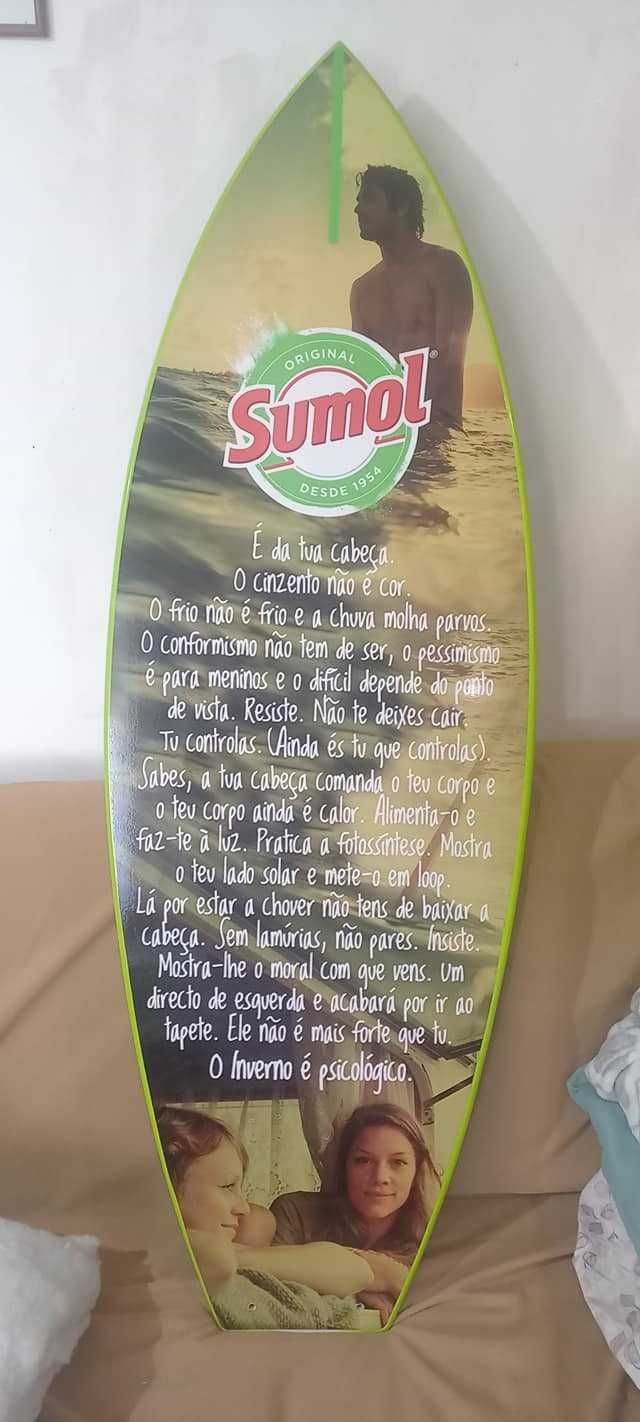 ORIGINAL
Sumol®
DESDE 1954
É da tua cabeça.
O cinzento não é cor.
O frio não é frio e a chuva molha parvos.
O conformismo não tem de ser, o pessimismo
é para meninos e o difícil depende do ponto
de vista. Resiste. Não te deixes cair.
Tu controlas. (Ainda és tu que controlas).
Sabes, a tua cabeça comanda o teu corpo e
o teu corpo ainda é calor. Alimenta-o e
faz-te à luz. Pratica a fotossíntese. Mostra
o teu lado solar e mete-o em loop.
Lá por estar a chover não tens de baixar a
cabeça. Sem lamúrias, não pares. Insiste.
Mostra-lhe o moral com que vens. Um
directo de esquerda e acabará por ir ao
tapete. Ele não é mais forte que tu.
O Inverno é psicológico.